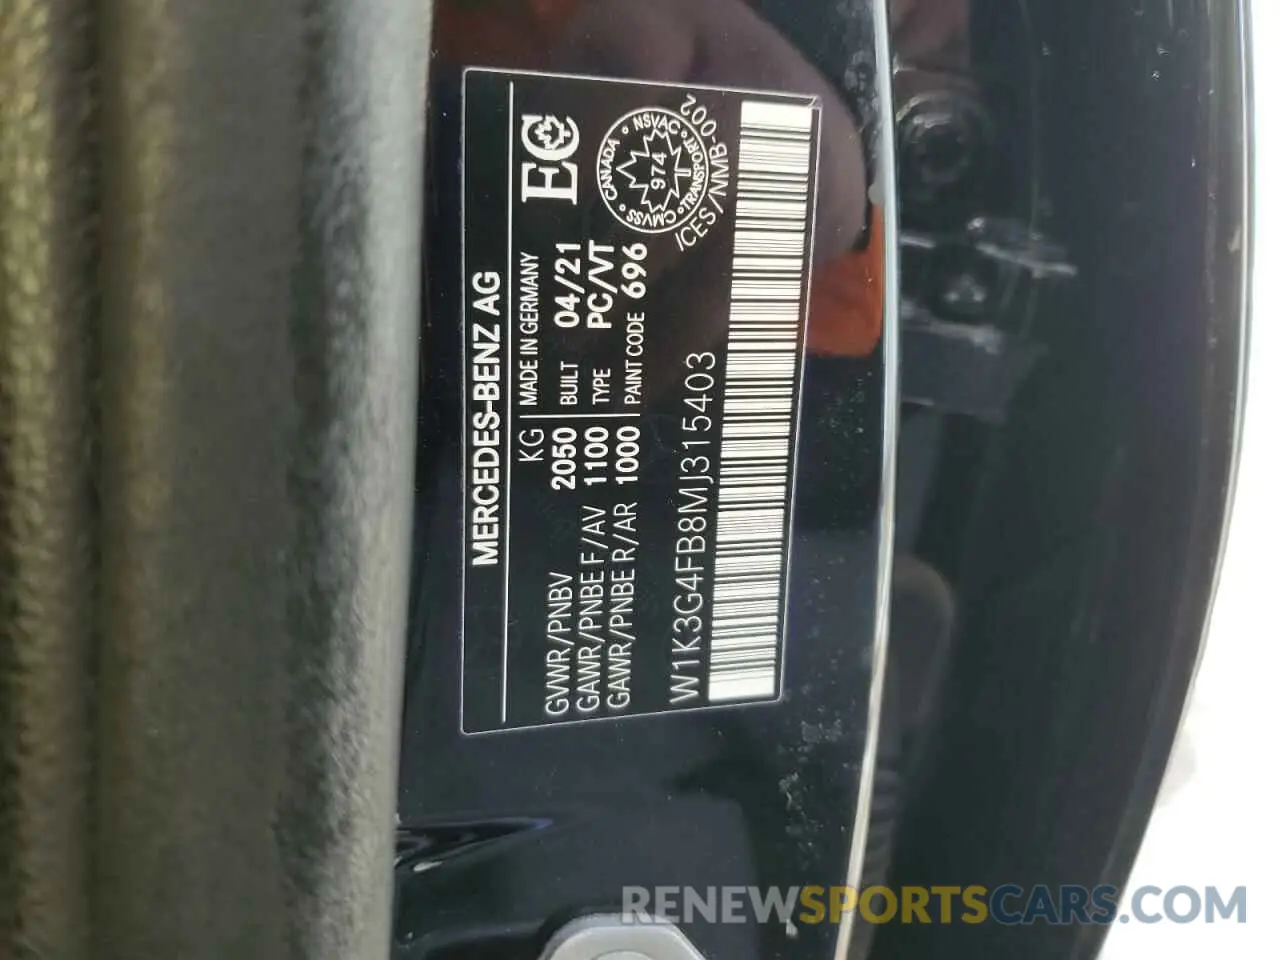 MERCEDES-BENZ AG
KG
MADE IN GERMANY
GVWR/PNBV 2050 BUILT 04/21
GAWR/PNBE F/AV 1100 TYPE PC/VT
GAWR/PNBE R/AR 1000 PAINT CODE 696
EC
CANADA NSVAC TRANSPORT CMVSS
974
ICES/NMB-002
W1K3G4FB8MJ315403
RENEWSPORTSCARS.COM